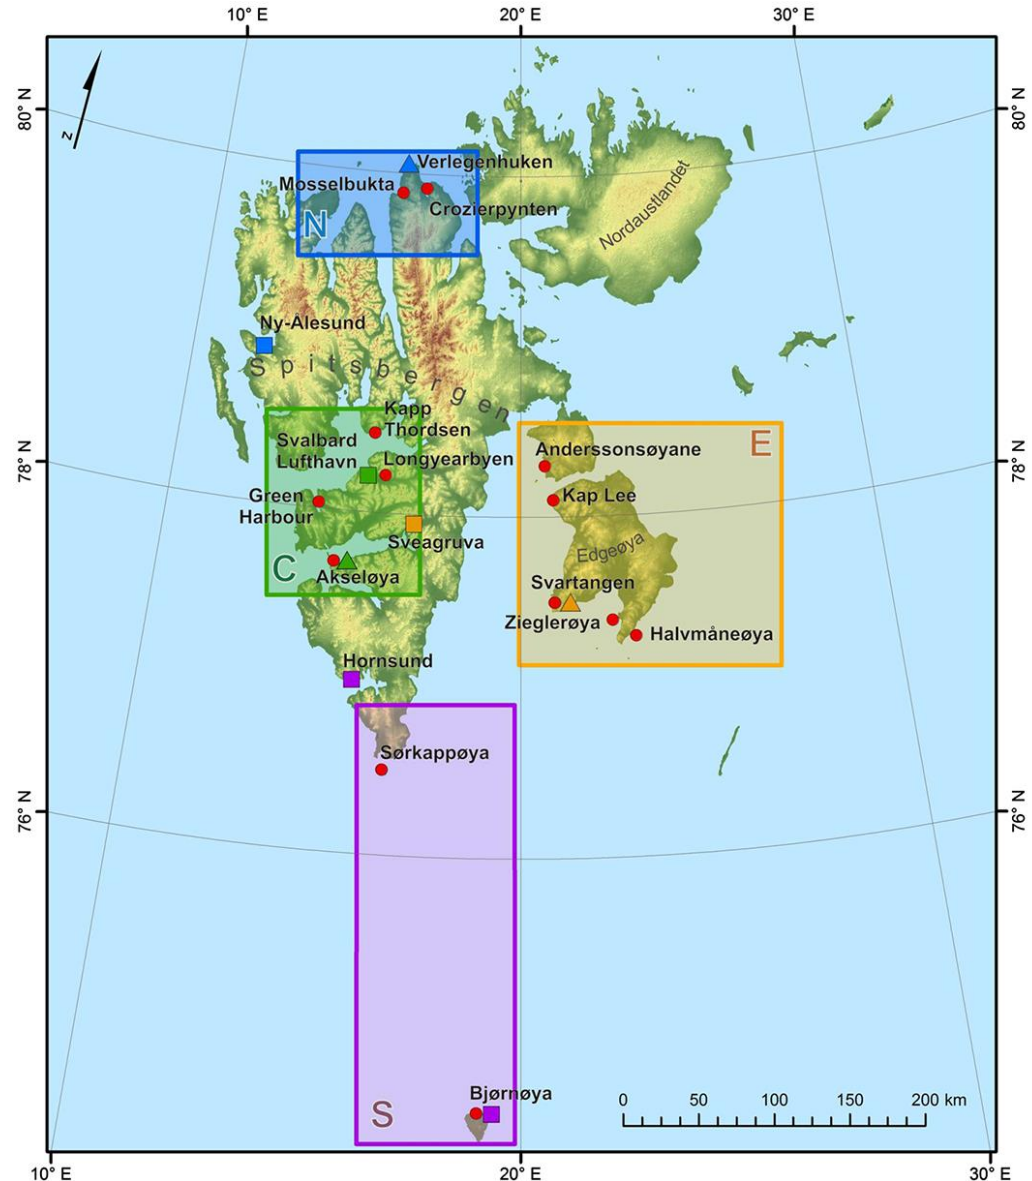 10° E
20° E
30° E
80° N
80° N
N
Verlegenhuken
Mosselbukta
Crozierpynten
N
Nordaustlandet
Ny-Ålesund
Spitsbergen
Kapp
Thordsen
Svalbard
Lufthavn
Longyearbyen
78° N
78° N
Green
Harbour
Sveagruva
C
Akseløya
E
Anderssonsøyane
Kap Lee
Edgeøya
Svartangen
Zieglerøya
Halvmåneøya
Hornsund
Sørkappøya
76° N
76° N
Bjørnøya
S
0 50 100 150 200 km
10° E
20° E
30° E